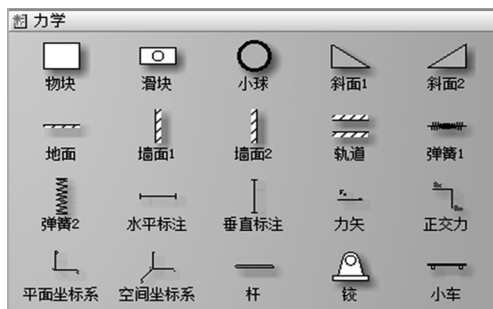 力学
物块 滑块 小球 斜面1 斜面2
地面 墙面1 墙面2 轨道 弹簧1
弹簧2 水平标注 垂直标注 力矢 正交力
平面坐标系 空间坐标系 杆 铰 小车